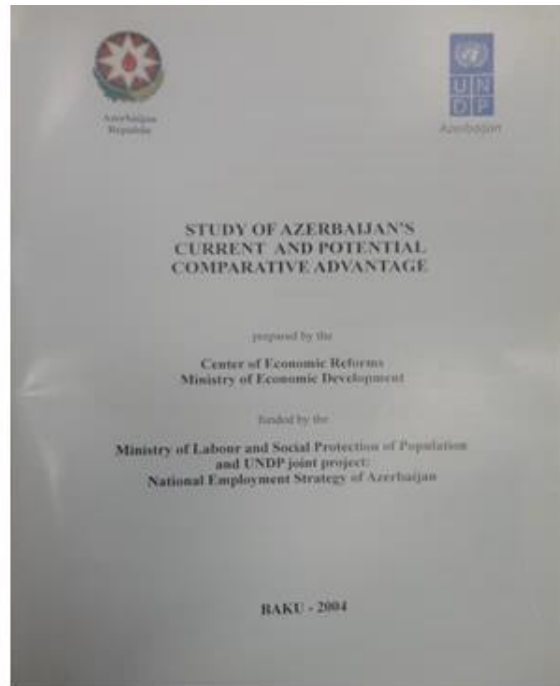 Azerbaijan
Republic
U N
D P
Azerbaijan
STUDY OF AZERBAIJAN'S
CURRENT AND POTENTIAL
COMPARATIVE ADVANTAGE
prepared by the
Center of Economic Reforms
Ministry of Economic Development
funded by the
Ministry of Labour and Social Protection of Population
and UNDP joint project:
National Employment Strategy of Azerbaijan
BAKU - 2004